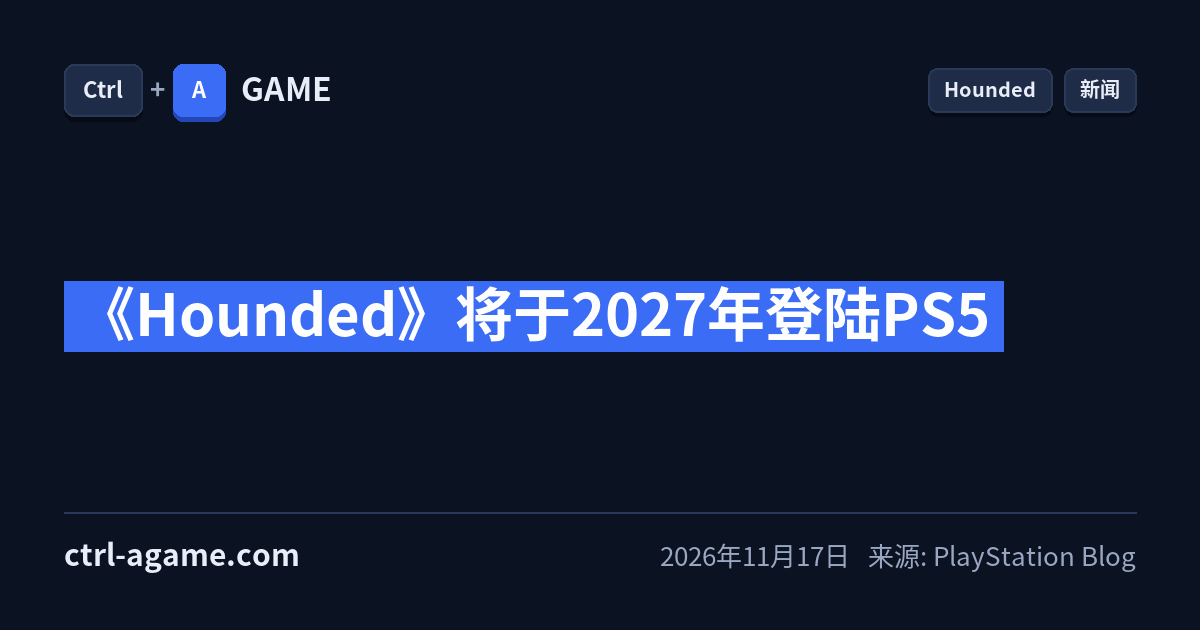 Ctrl + A GAME
Hounded 新闻
《Hounded》将于2027年登陆PS5
ctrl-agame.com
2026年11月17日 来源: PlayStation Blog